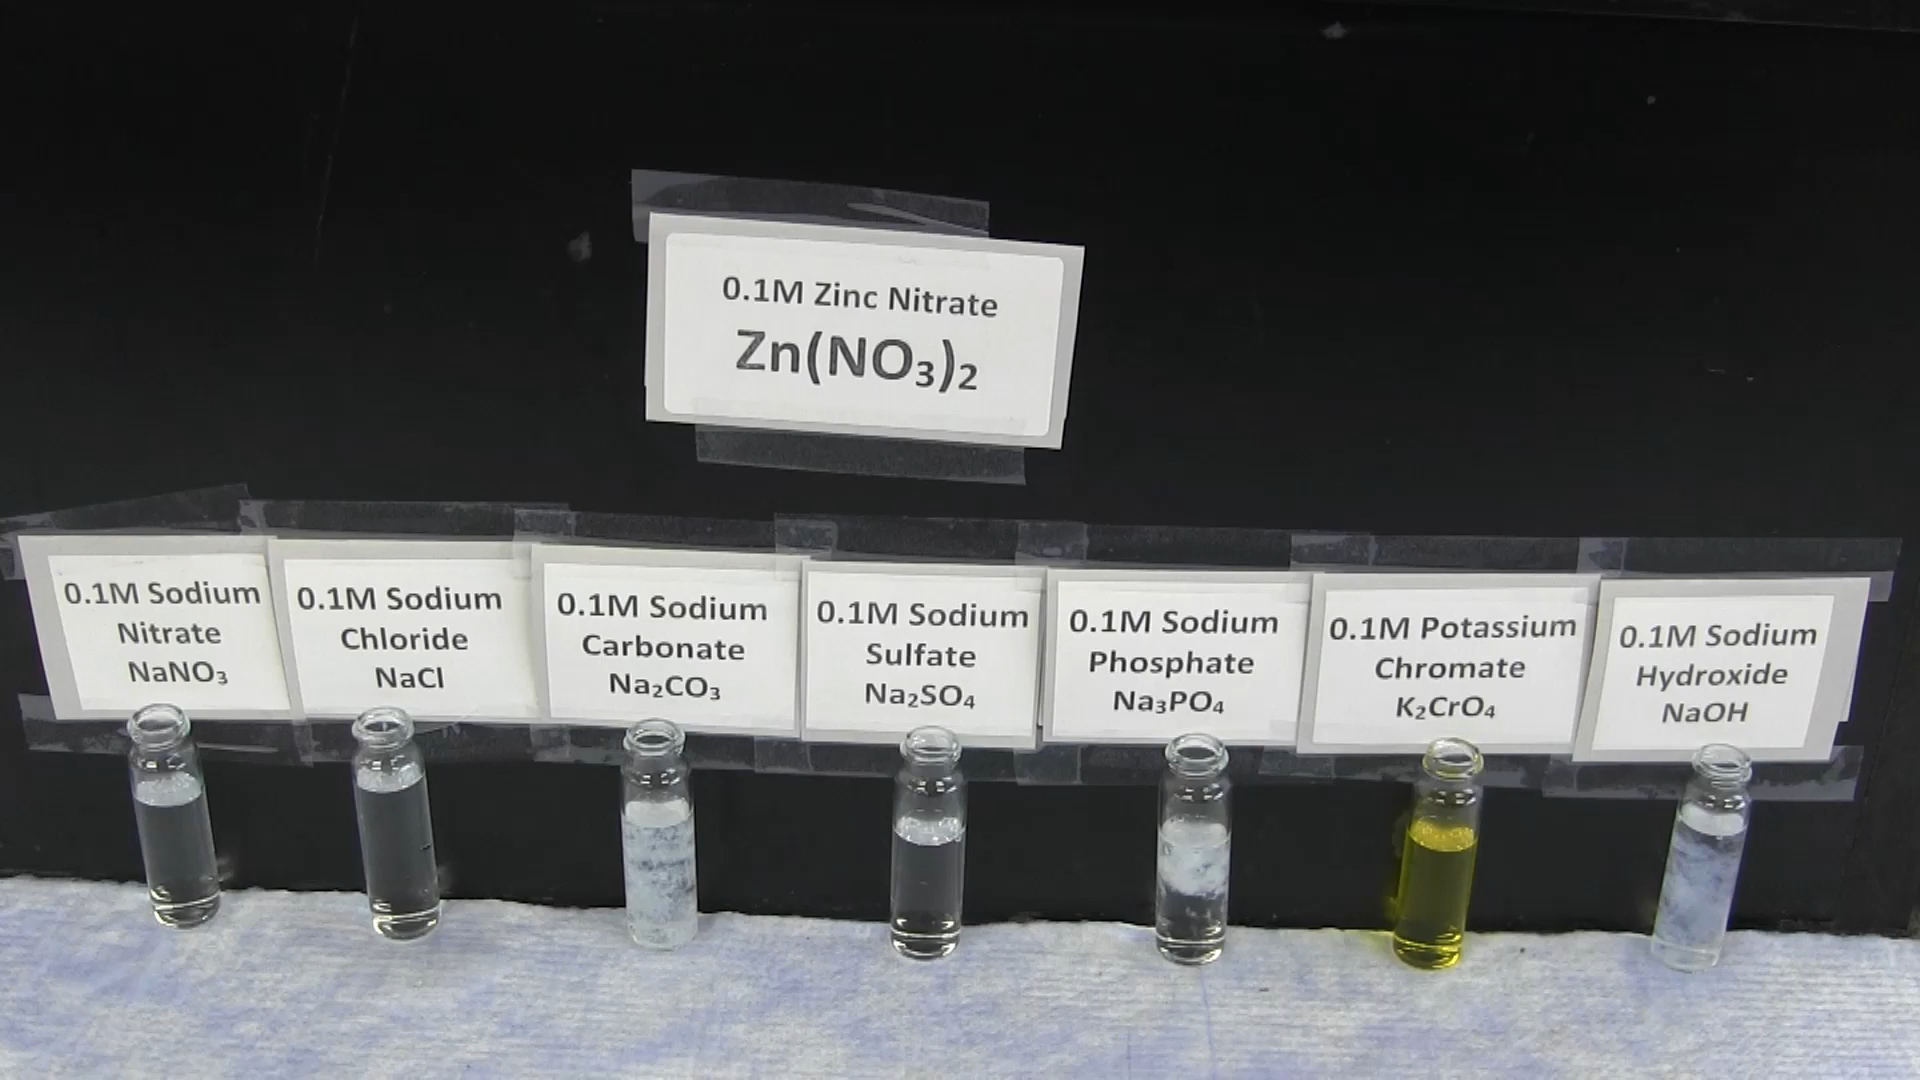 0.1M Zinc Nitrate
Zn(NO₃)₂
0.1M Sodium
Nitrate
NaNO₃
0.1M Sodium
Chloride
NaCl
0.1M Sodium
Carbonate
Na₂CO₃
0.1M Sodium
Sulfate
Na₂SO₄
0.1M Sodium
Phosphate
Na₃PO₄
0.1M Potassium
Chromate
K₂CrO₄
0.1M Sodium
Hydroxide
NaOH